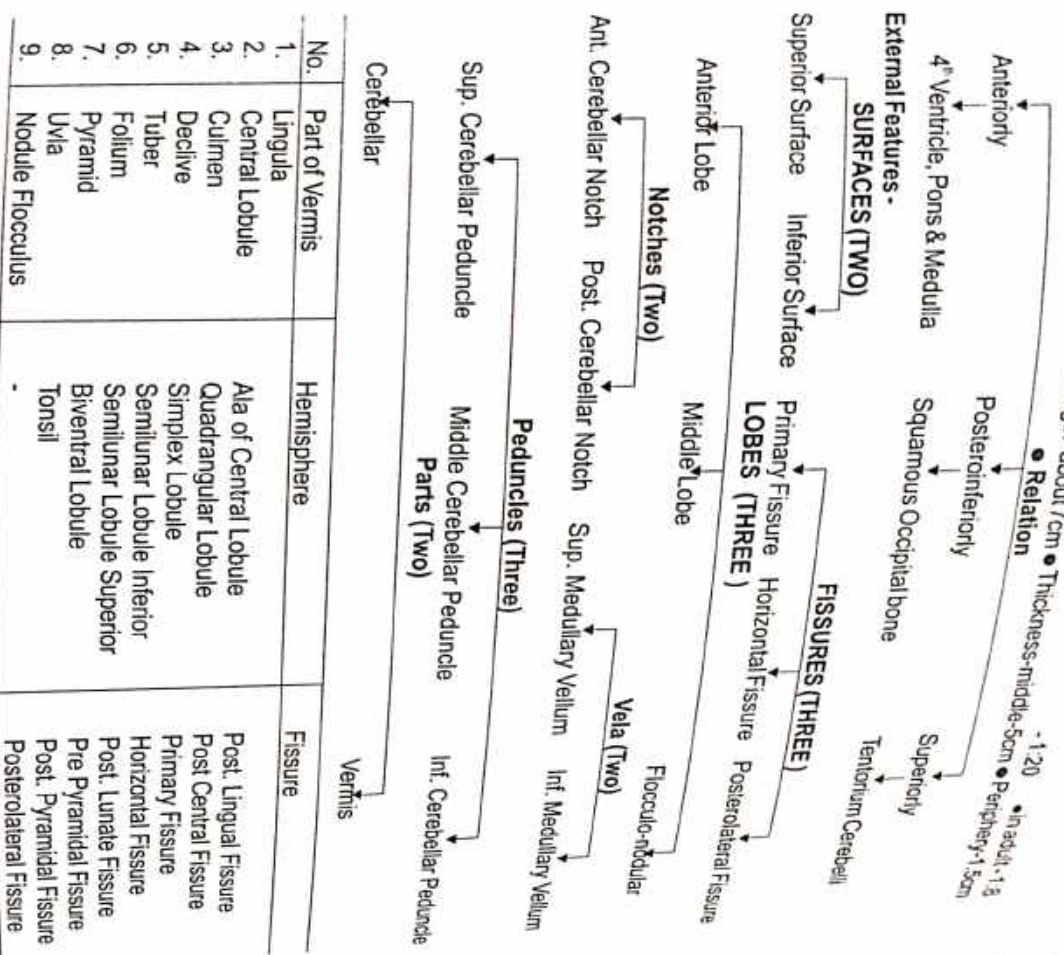 about 7cm • Thickness-middle-5cm • Periphery-1.5cm
- 1:20 • in adult - 1:8
• Relation
Anteriorly Posteroinferiorly Superiorly
4th Ventricle, Pons & Medulla Squamous Occipital bone Tentorium Cerebelli
External Features -
SURFACES (TWO) FISSURES (THREE)
Superior Surface Inferior Surface Primary Fissure Horizontal Fissure Posterolateral Fissure
LOBES (THREE)
Anterior Lobe Middle Lobe Flocculo-nodular
Notches (Two) Vela (Two)
Ant. Cerebellar Notch Post. Cerebellar Notch Sup. Medullary Vellum Inf. Medullary Vellum
Peduncles (Three)
Sup. Cerebellar Peduncle Middle Cerebellar Peduncle Inf. Cerebellar Peduncle
Parts (Two)
Cerebellar Vermis
No. Part of Vermis Hemisphere Fissure
1. Lingula
2. Central Lobule Ala of Central Lobule Post. Lingual Fissure
3. Culmen Quadrangular Lobule Post Central Fissure
4. Declive Simplex Lobule Primary Fissure
5. Tuber Semilunar Lobule Inferior Horizontal Fissure
6. Folium Semilunar Lobule Superior Post. Lunate Fissure
7. Pyramid Biventral Lobule Pre Pyramidal Fissure
8. Uvla Tonsil Post. Pyramidal Fissure
9. Nodule Flocculus - Posterolateral Fissure